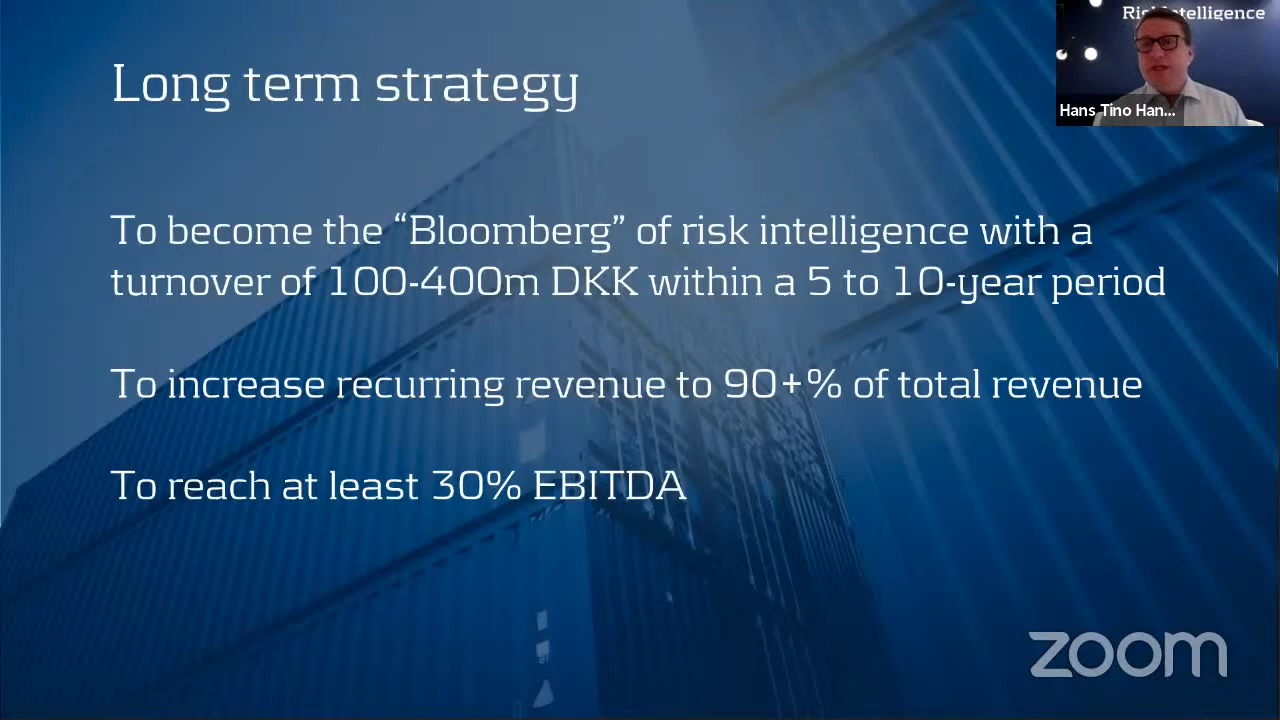 Long term strategy
Risk Intelligence
Hans Tino Han...
To become the “Bloomberg” of risk intelligence with a
turnover of 100-400m DKK within a 5 to 10-year period
To increase recurring revenue to 90+% of total revenue
To reach at least 30% EBITDA
zoom